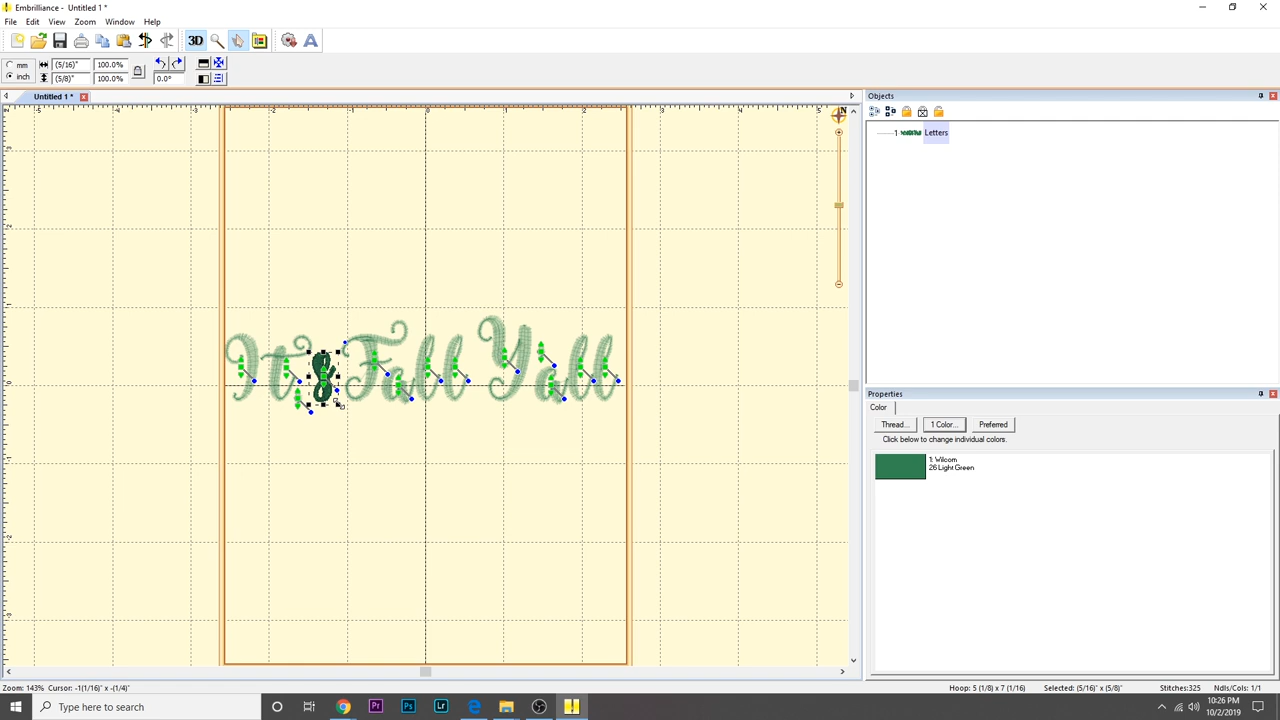 Embrilliance - Untitled 1 *
File Edit View Zoom Window Help
3D
mm (5/16)" 100.0%
inch (5/8)" 100.0% 0.0°
Untitled 1 *
Objects
N
1 Letters
It & Fall Yall
Properties
Color
Thread... 1 Color... Preferred
Click below to change individual colors.
1: Wilcom
26 Light Green
Zoom: 143% Cursor: -1(1/16)" x -(1/4)" Hoop: 5 (1/8) x 7 (1/16) Selected: (5/16)" x (5/8)" Stitches:325 Ndls/Cols: 1/1
Type here to search
Pr Ps Lr
10:26 PM
10/2/2019